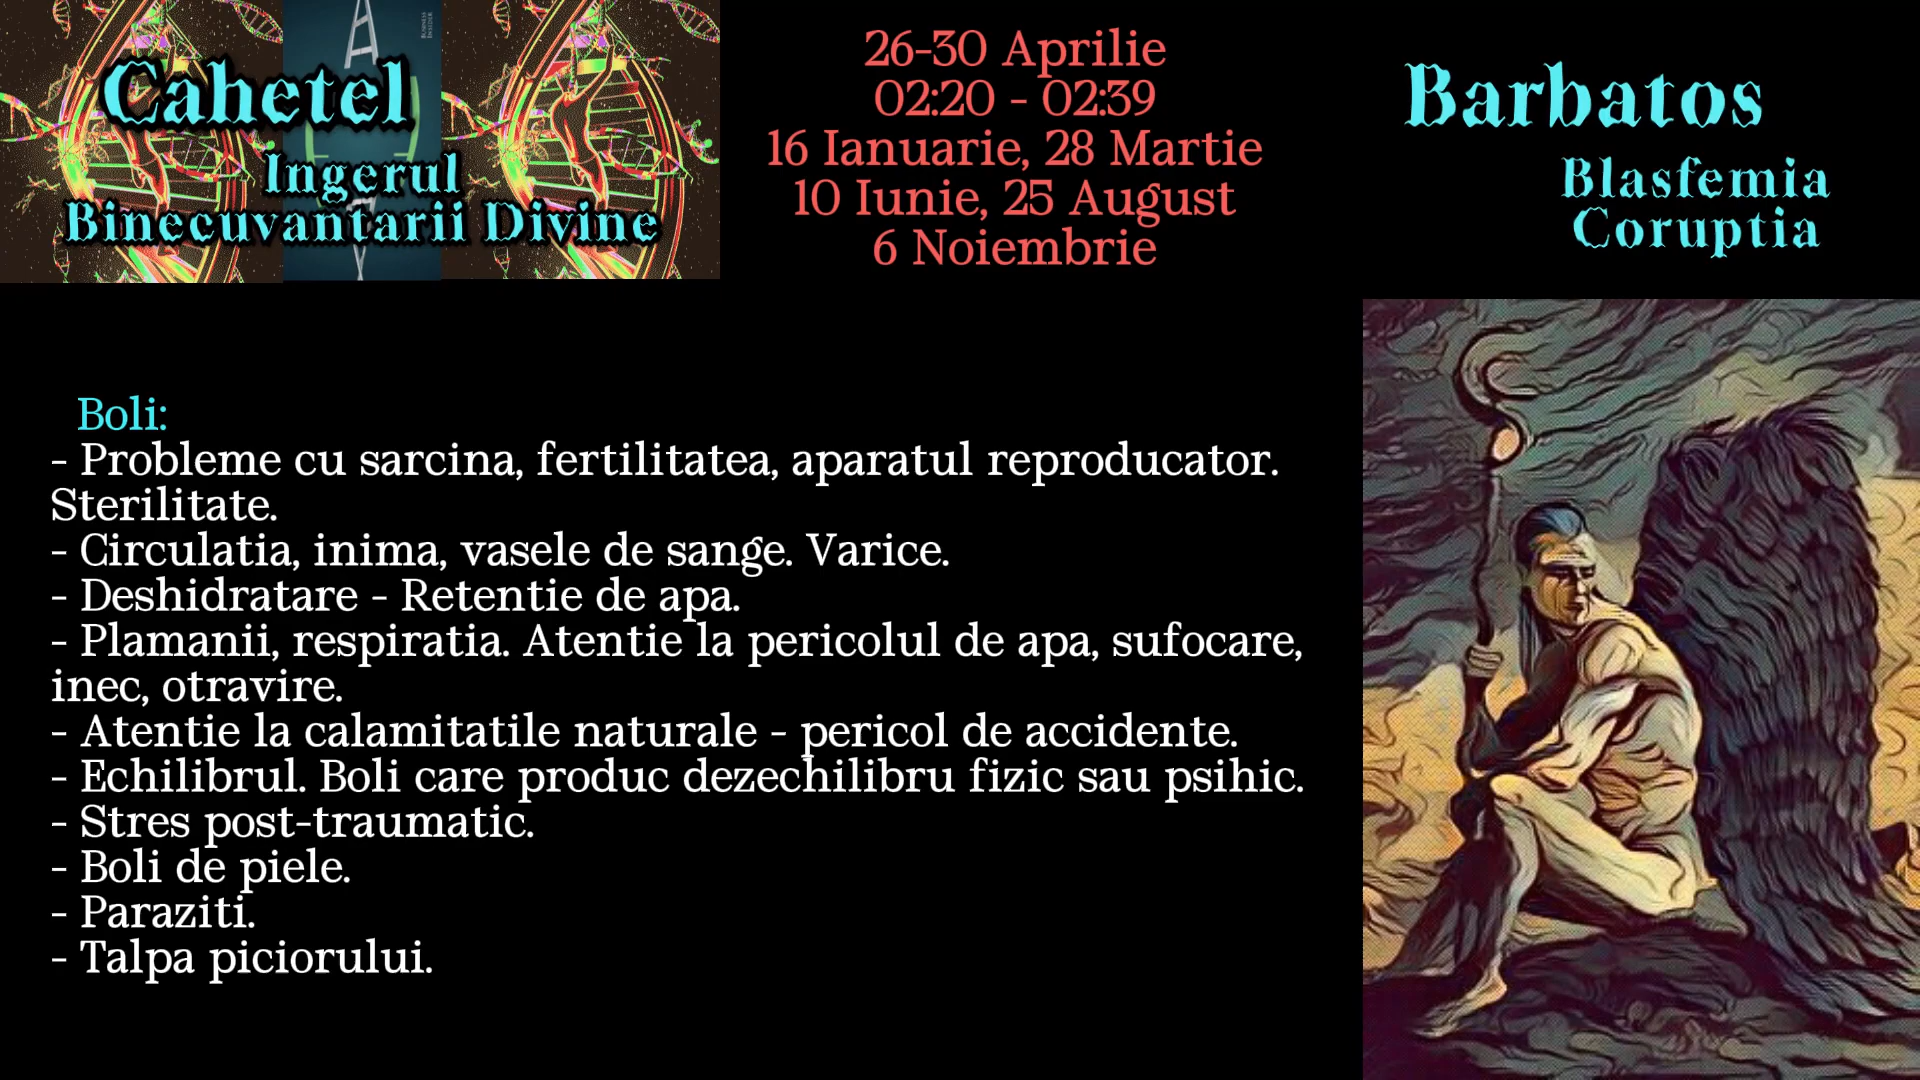 Cahetel
Ingerul
Binecuvantarii Divine
BUSINESS
INSIDER
26-30 Aprilie
02:20 - 02:39
16 Ianuarie, 28 Martie
10 Iunie, 25 August
6 Noiembrie
Barbatos
Blasfemia
Coruptia
Boli:
- Probleme cu sarcina, fertilitatea, aparatul reproducator.
Sterilitate.
- Circulatia, inima, vasele de sange. Varice.
- Deshidratare - Retentie de apa.
- Plamanii, respiratia. Atentie la pericolul de apa, sufocare,
inec, otravire.
- Atentie la calamitatile naturale - pericol de accidente.
- Echilibrul. Boli care produc dezechilibru fizic sau psihic.
- Stres post-traumatic.
- Boli de piele.
- Paraziti.
- Talpa piciorului.